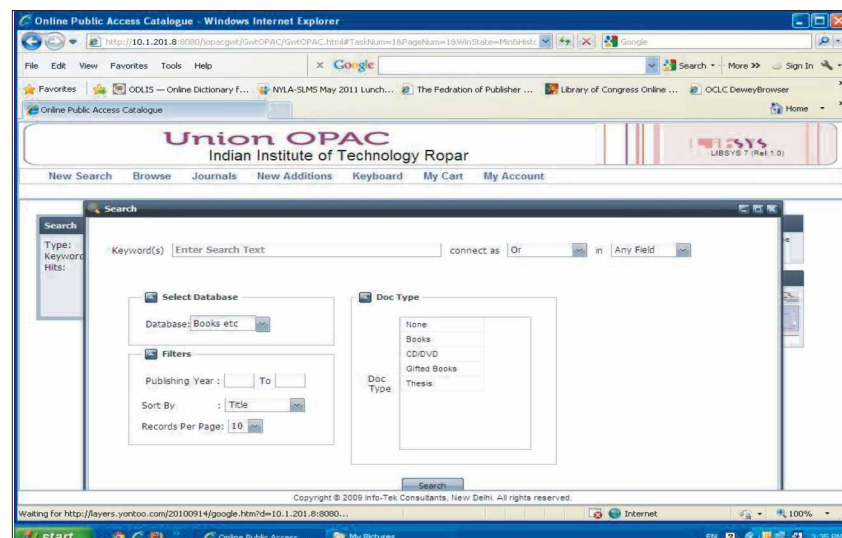 Online Public Access Catalogue - Windows Internet Explorer
http://10.1.201.8:8080/jopacgwt/GwtOPAC/GwtOPAC.html#TaskNum=1&PageNum=1&WinState=Min&Hist
Google
File Edit View Favorites Tools Help
x Google
Search More >> Sign In
Favorites ODLIS — Online Dictionary f... NYLA-SLMS May 2011 Lunch... The Fedration of Publisher ... Library of Congress Online ... OCLC DeweyBrowser
Online Public Access Catalogue
Home
Union OPAC
Indian Institute of Technology Ropar
LIBSYS 7 (Rel 1.0)
New Search Browse Journals New Additions Keyboard My Cart My Account
Search
Search
Type:
Keyword
Hits:
Keyword(s) Enter Search Text connect as Or in Any Field
Select Database
Database: Books etc
Filters
Publishing Year : To
Sort By : Title
Records Per Page: 10
Doc Type
Doc Type
None
Books
CD/DVD
Gifted Books
Thesis
Search
Copyright © 2009 Info-Tek Consultants, New Delhi. All rights reserved.
Waiting for http://layers.yontoo.com/20100914/google.htm?d=10.1.201.8:8080...
Internet
100%
start
Online Public Access
My Pictures
EN
3:35 PM